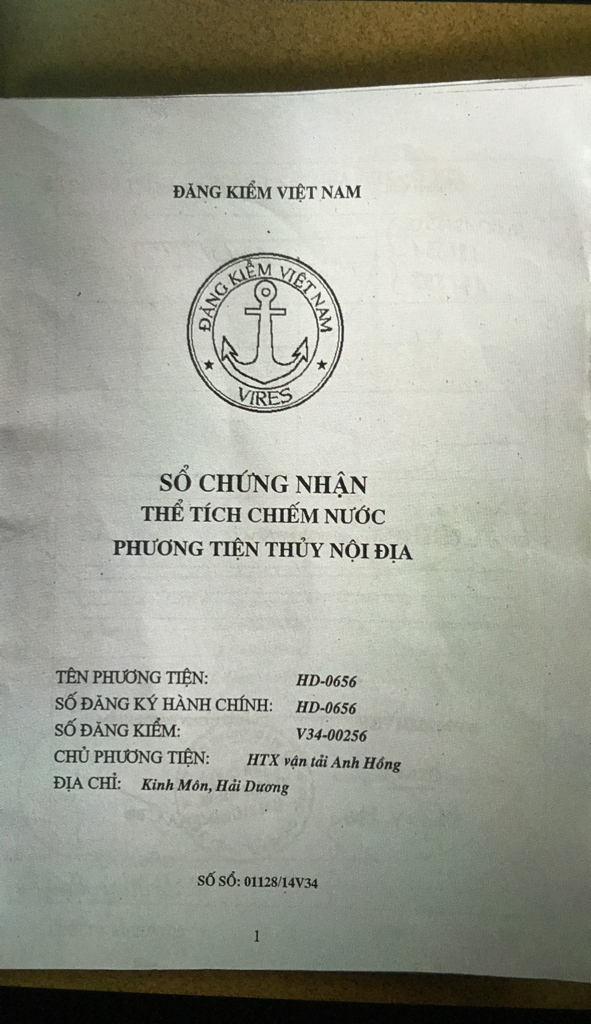 ĐĂNG KIỂM VIỆT NAM
ĐĂNG KIỂM VIỆT NAM
VIRES
SỔ CHỨNG NHẬN
THỂ TÍCH CHIẾM NƯỚC
PHƯƠNG TIỆN THỦY NỘI ĐỊA
TÊN PHƯƠNG TIỆN: HD-0656
SỐ ĐĂNG KÝ HÀNH CHÍNH: HD-0656
SỐ ĐĂNG KIỂM: V34-00256
CHỦ PHƯƠNG TIỆN: HTX vận tải Anh Hồng
ĐỊA CHỈ: Kinh Môn, Hải Dương
SỐ SỔ: 01128/14V34
1